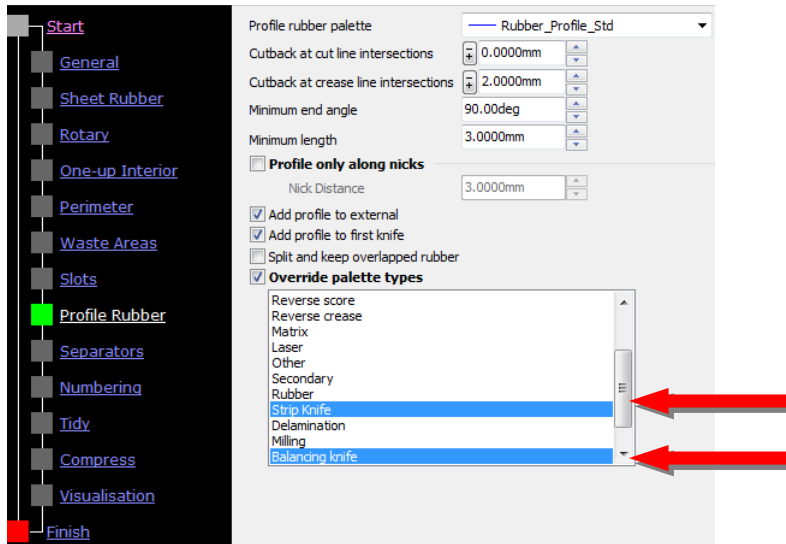 Start
General
Sheet Rubber
Rotary
One-up Interior
Perimeter
Waste Areas
Slots
Profile Rubber
Separators
Numbering
Tidy
Compress
Visualisation
Finish
Profile rubber palette Rubber_Profile_Std
Cutback at cut line intersections 0.0000mm
Cutback at crease line intersections 2.0000mm
Minimum end angle 90.00deg
Minimum length 3.0000mm
Profile only along nicks
Nick Distance 3.0000mm
Add profile to external
Add profile to first knife
Split and keep overlapped rubber
Override palette types
Reverse score
Reverse crease
Matrix
Laser
Other
Secondary
Rubber
Strip Knife
Delamination
Milling
Balancing knife